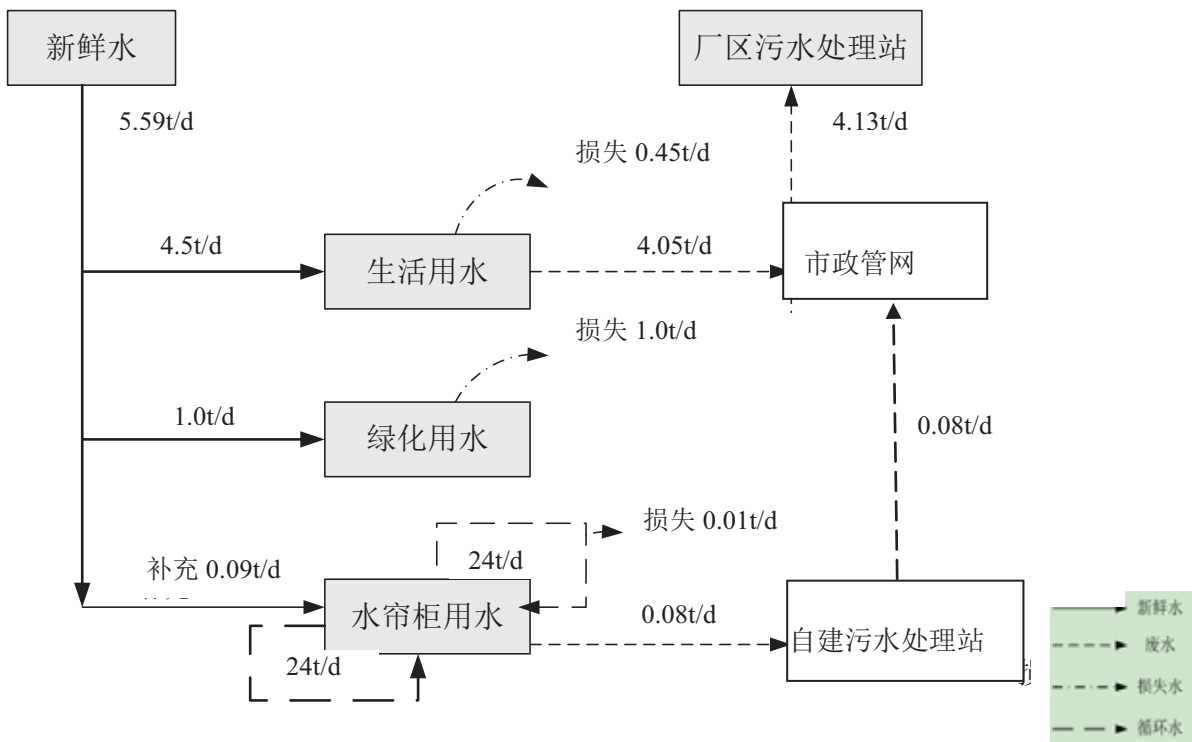 新鲜水
厂区污水处理站
5.59t/d
4.13t/d
损失 0.45t/d
4.5t/d
生活用水
4.05t/d
市政管网
损失 1.0t/d
1.0t/d
绿化用水
0.08t/d
损失 0.01t/d
24t/d
补充 0.09t/d
水帘柜用水
0.08t/d
自建污水处理站
24t/d
新鲜水
废水
损失水
循环水